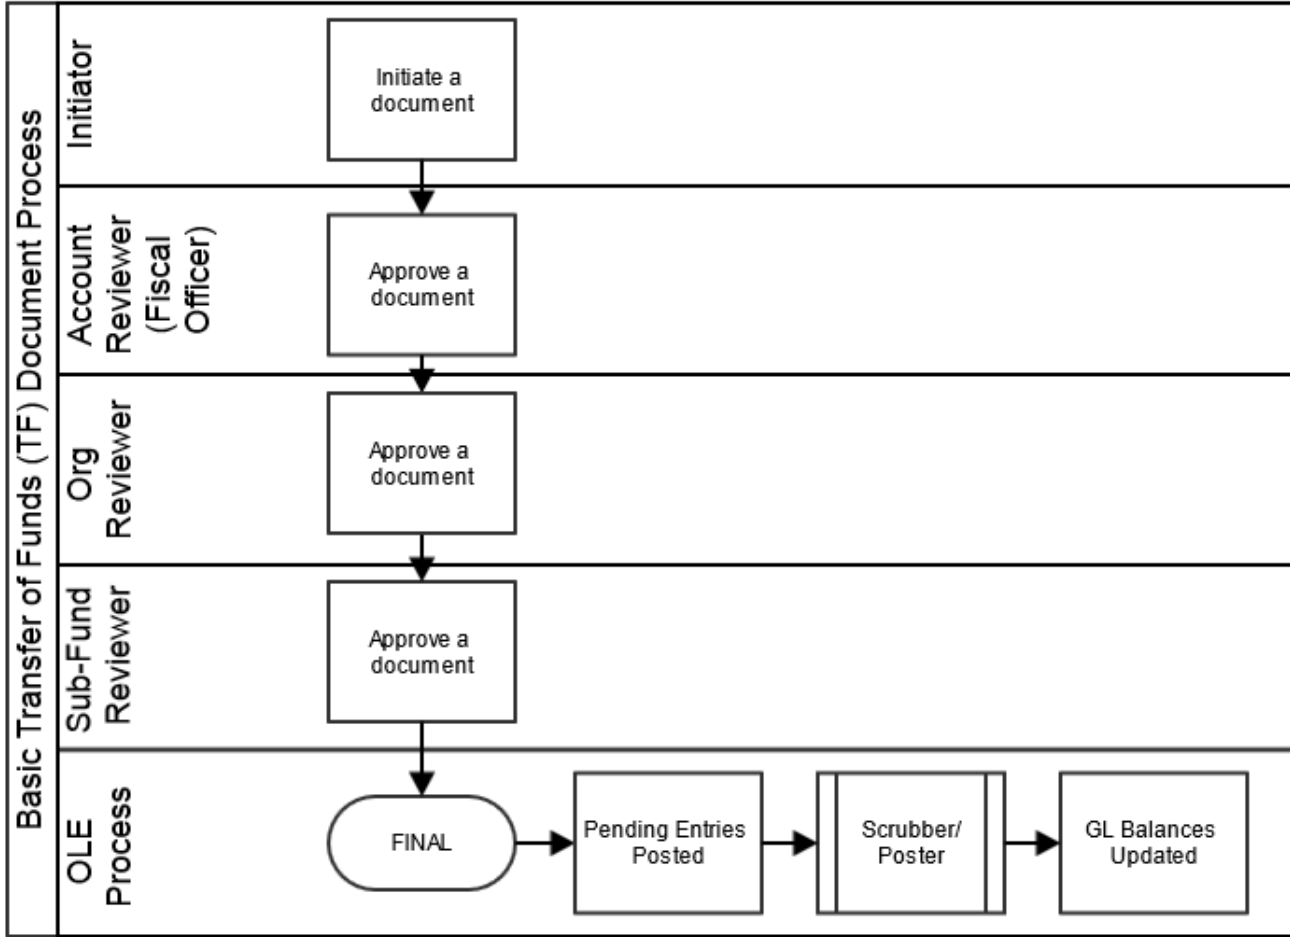 Basic Transfer of Funds (TF) Document Process
Initiator
Initiate a
document
Account
Reviewer
(Fiscal
Officer)
Approve a
document
Org
Reviewer
Approve a
document
Sub-Fund
Reviewer
Approve a
document
OLE
Process
FINAL
Pending Entries
Posted
Scrubber/
Poster
GL Balances
Updated